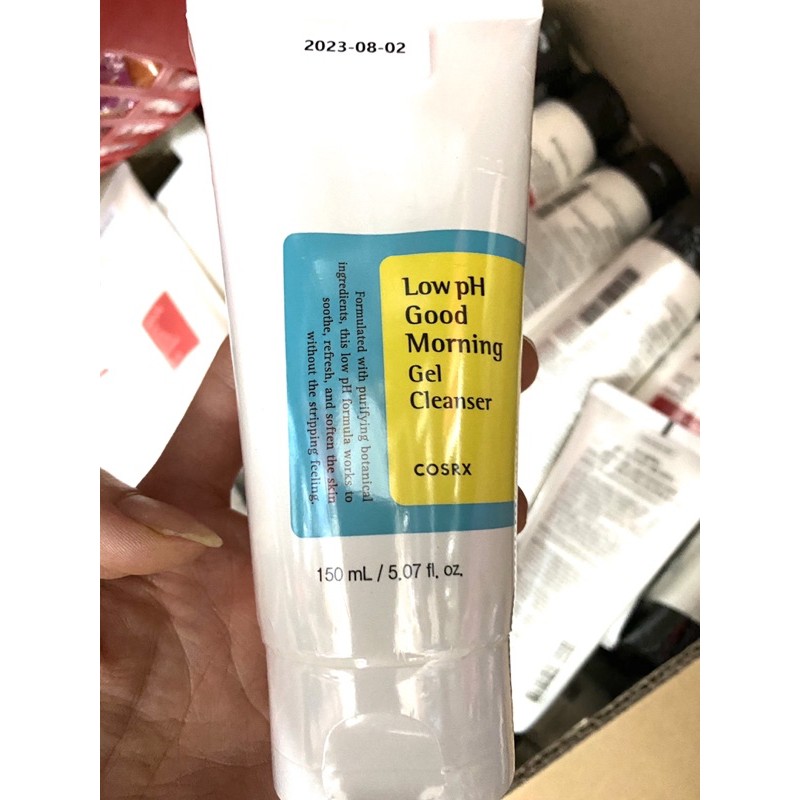 2023-08-02
Low pH
Good
Morning
Gel
Cleanser
COSRX
Formulated with purifying botanical
ingredients, this low pH formula works to
soothe, refresh, and soften the skin
without the stripping feeling.
150 mL / 5.07 fl. oz.